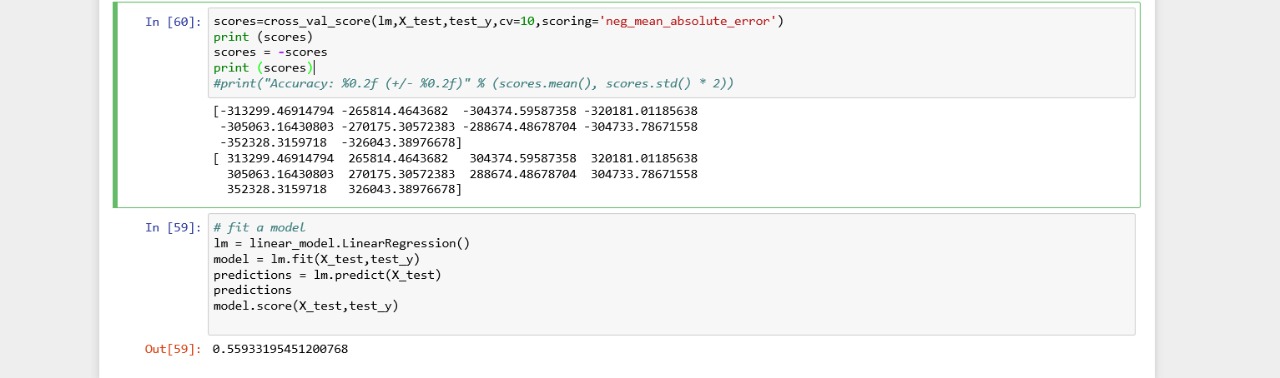 In [60]: scores=cross_val_score(lm,X_test,test_y,cv=10,scoring='neg_mean_absolute_error')
print (scores)
scores = -scores
print (scores)
#print("Accuracy: %0.2f (+/- %0.2f)" % (scores.mean(), scores.std() * 2))
[-313299.46914794 -265814.4643682  -304374.59587358 -320181.01185638
 -305063.16430803 -270175.30572383 -288674.48678704 -304733.78671558
 -352328.3159718  -326043.38976678]
[ 313299.46914794  265814.4643682   304374.59587358  320181.01185638
  305063.16430803  270175.30572383  288674.48678704  304733.78671558
  352328.3159718   326043.38976678]
In [59]: # fit a model
lm = linear_model.LinearRegression()
model = lm.fit(X_test,test_y)
predictions = lm.predict(X_test)
predictions
model.score(X_test,test_y)
Out[59]: 0.55933195451200768